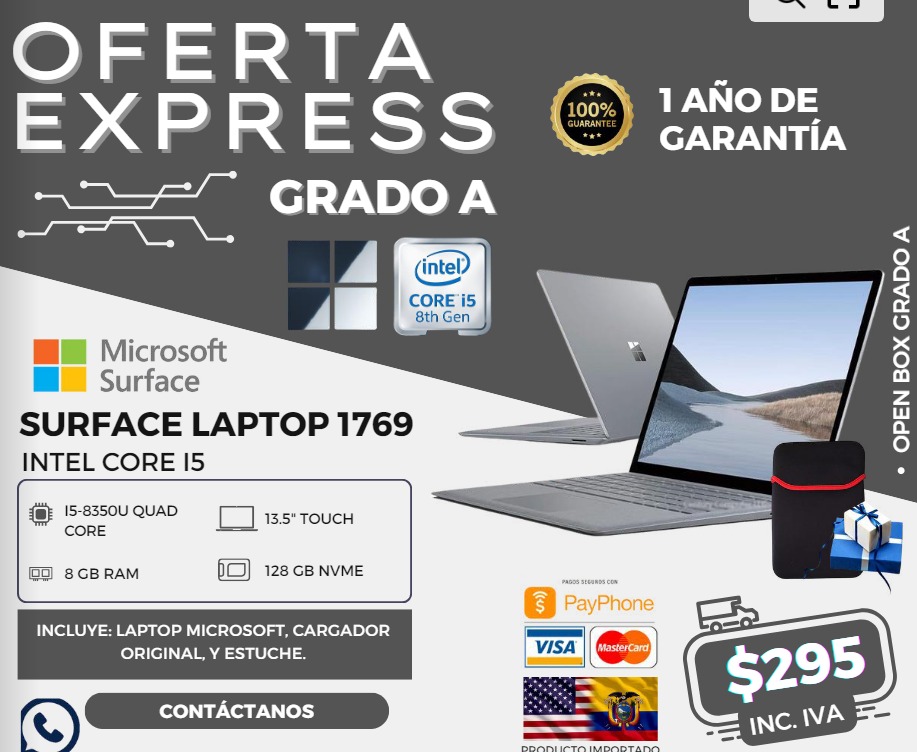 OFERTA
EXPRESS
GRADO A
100%
GUARANTEE
1 AÑO DE
GARANTÍA
intel
CORE i5
8th Gen
OPEN BOX GRADO A
Microsoft
Surface
SURFACE LAPTOP 1769
INTEL CORE I5
I5-8350U QUAD
CORE
13.5" TOUCH
8 GB RAM
128 GB NVME
INCLUYE: LAPTOP MICROSOFT, CARGADOR
ORIGINAL, Y ESTUCHE.
CONTÁCTANOS
PAGOS SEGUROS CON
PayPhone
VISA
MasterCard
PRODUCTO IMPORTADO
$295
INC. IVA